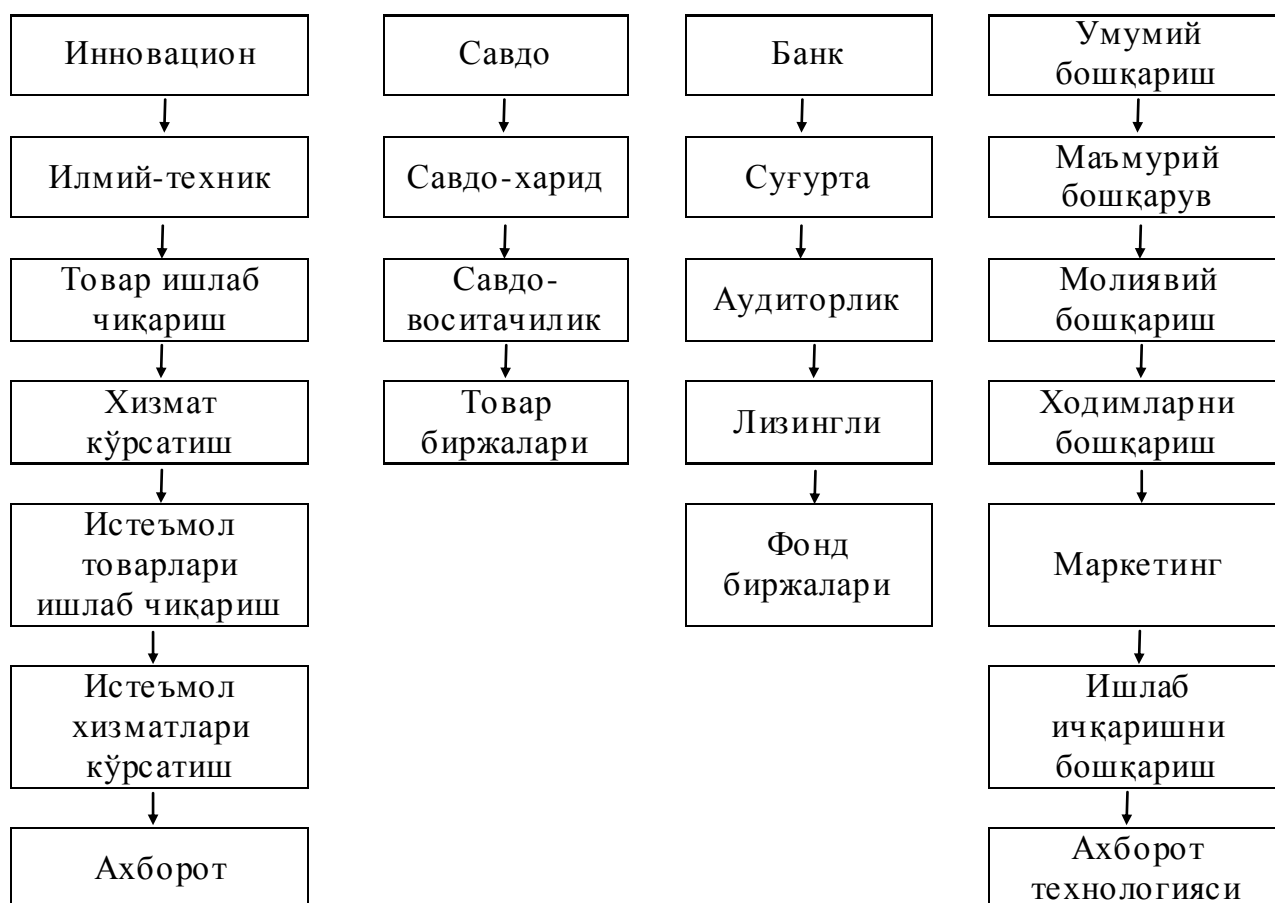 Инновацион
Илмий-техник
Товар ишлаб
чиқариш
Хизмат
кўрсатиш
Истеъмол
товарлари
ишлаб чиқариш
Истеъмол
хизматлари
кўрсатиш
Ахборот
Савдо
Савдо-харид
Савдо-
воситачилик
Товар
биржалари
Банк
Суғурта
Аудиторлик
Лизингли
Фонд
биржалари
Умумий
бошқариш
Маъмурий
бошқарув
Молиявий
бошқариш
Ходимларни
бошқариш
Маркетинг
Ишлаб
ичқаришни
бошқариш
Ахборот
технологияси